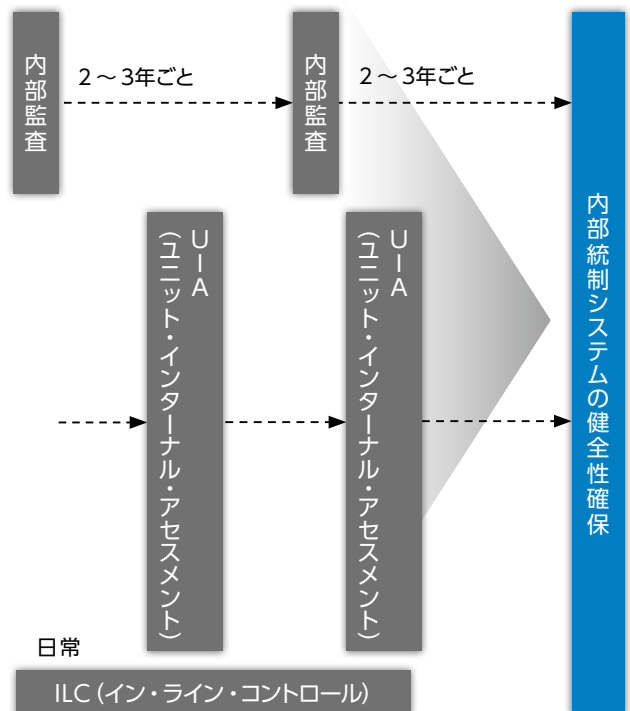 内部監査
2～3年ごと
内部監査
2～3年ごと
UIA
(ユニット・インターナル・アセスメント)
UIA
(ユニット・インターナル・アセスメント)
内部統制システムの健全性確保
日常
ILC（イン・ライン・コントロール）